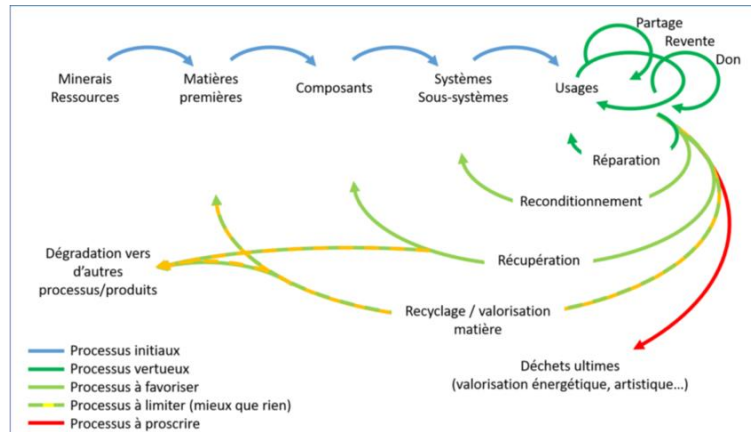 Partage
Revente
Don
Minerais
Ressources
Matières
premières
Composants
Systèmes
Sous-systèmes
Usages
Réparation
Reconditionnement
Récupération
Dégradation vers
d'autres
processus/produits
Recyclage / valorisation
matière
Déchets ultimes
(valorisation énergétique, artistique...)
Processus initiaux
Processus vertueux
Processus à favoriser
Processus à limiter (mieux que rien)
Processus à proscrire